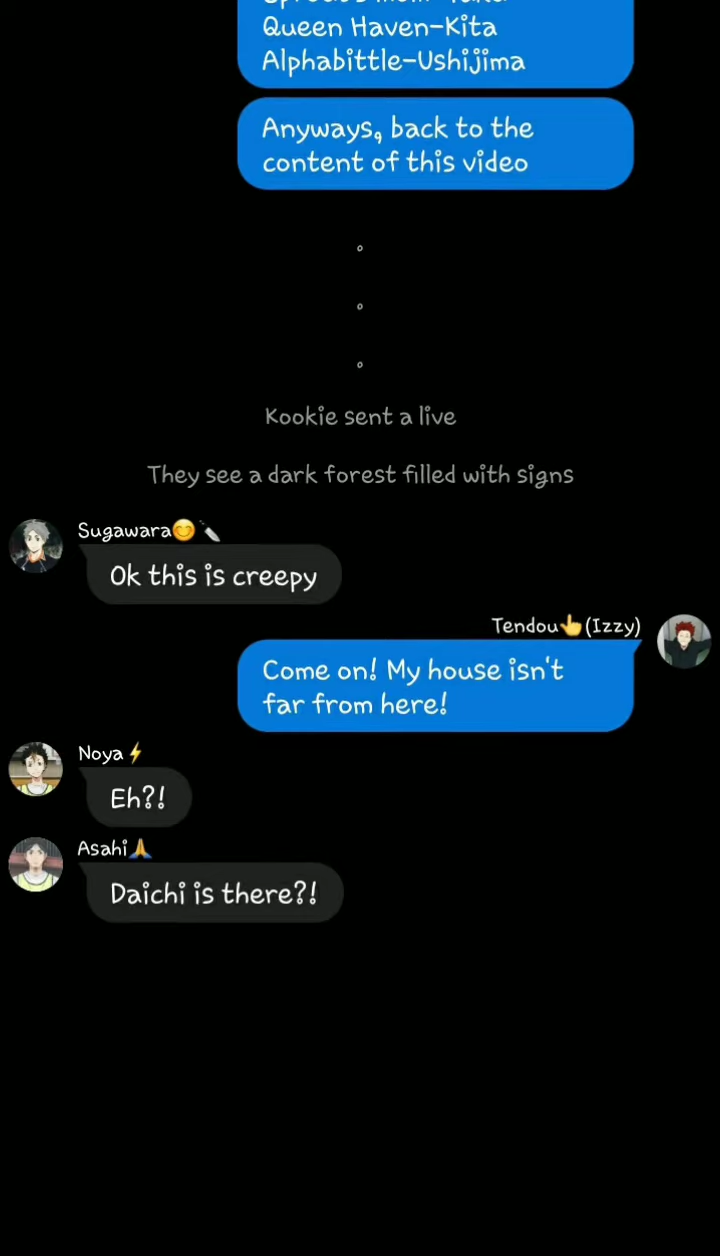 Queen Haven-Kita
Alphabittle-Ushijima
Anyways, back to the
content of this video
Kookie sent a live
They see a dark forest filled with signs
Sugawara😊🔪
Ok this is creepy
Tendou👆(Izzy)
Come on! My house isn't
far from here!
Noya⚡
Eh?!
Asahi🙏
Daichi is there?!